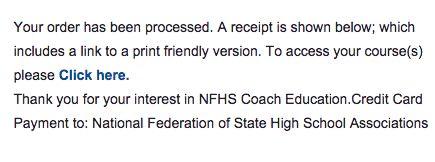 Your order has been processed. A receipt is shown below; which
includes a link to a print friendly version. To access your course(s)
please Click here.
Thank you for your interest in NFHS Coach Education.Credit Card
Payment to: National Federation of State High School Associations